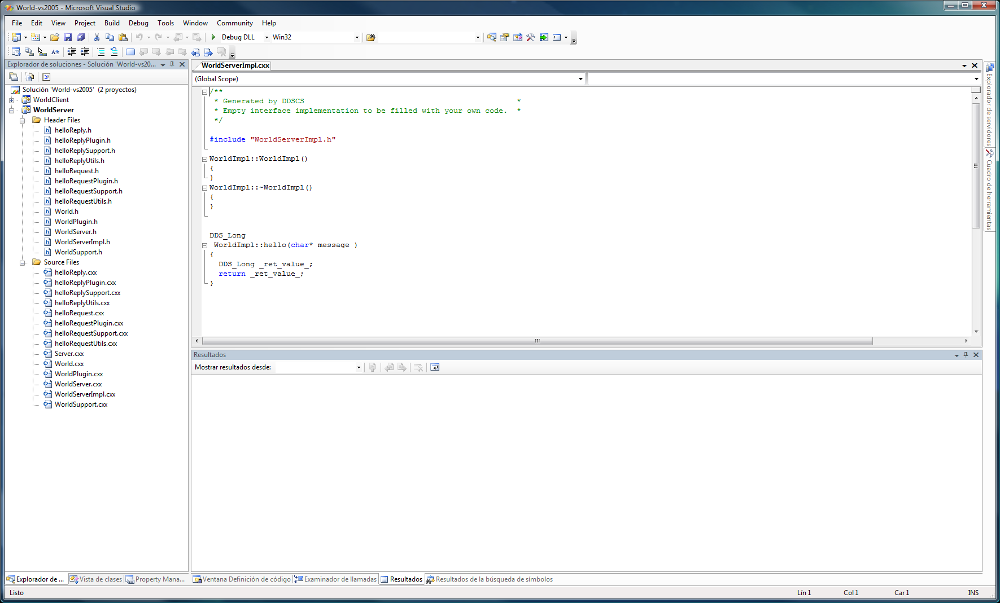 World-vs2005 - Microsoft Visual Studio
File Edit View Project Build Debug Tools Window Community Help
Debug DLL Win32
Explorador de soluciones - Solución 'World-vs20...
Solución 'World-vs2005' (2 proyectos)
WorldClient
WorldServer
Header Files
helloReply.h
helloReplyPlugin.h
helloReplySupport.h
helloReplyUtils.h
helloRequest.h
helloRequestPlugin.h
helloRequestSupport.h
helloRequestUtils.h
World.h
WorldPlugin.h
WorldServer.h
WorldServerImpl.h
WorldSupport.h
Source Files
helloReply.cxx
helloReplyPlugin.cxx
helloReplySupport.cxx
helloReplyUtils.cxx
helloRequest.cxx
helloRequestPlugin.cxx
helloRequestSupport.cxx
helloRequestUtils.cxx
Server.cxx
World.cxx
WorldPlugin.cxx
WorldServer.cxx
WorldServerImpl.cxx
WorldSupport.cxx
Explorador de ... Vista de clases Property Mana...
WorldServerImpl.cxx
(Global Scope)
/**
* Generated by DDSCS *
* Empty interface implementation to be filled with your own code. *
*/
#include "WorldServerImpl.h"
WorldImpl::WorldImpl()
{
}
WorldImpl::~WorldImpl()
{
}
DDS_Long
WorldImpl::hello(char* message )
{
DDS_Long _ret_value_;
return _ret_value_;
}
Resultados
Mostrar resultados desde:
Ventana Definición de código Examinador de llamadas Resultados Resultados de la búsqueda de símbolos
Explorador de servidores
Cuadro de herramientas
Listo Lín 1 Col 1 Car 1 INS